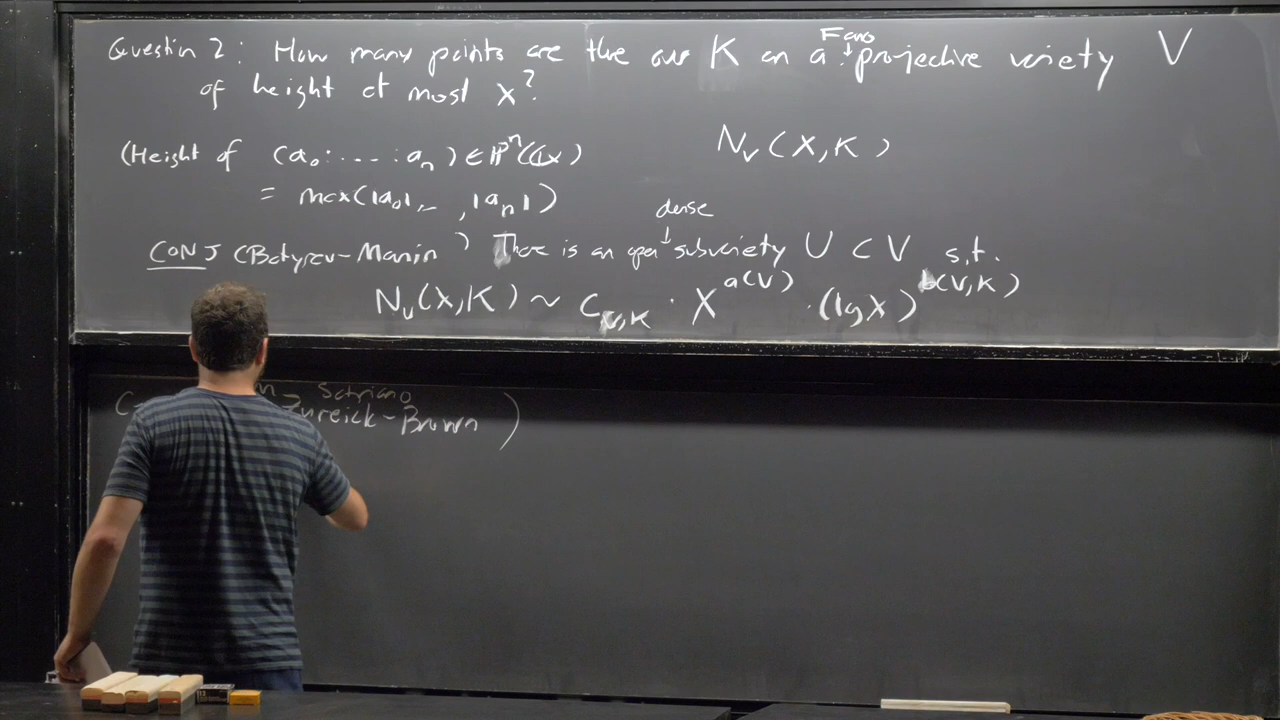 Question 2: How many points are the over K on a Fano projective variety V
of height at most X?
(Height of (a₀:....:aₙ) ∈ ℙⁿ(Q) N_V(X,K)
= max(|a₀|,..,|aₙ|)
CONJ (Batyrev-Manin) There is an open dense subvariety U ⊂ V s.t.
N_U(X,K) ~ C_{V,K} · X^{a(V)} · (log X)^{b(V,K)}
Satriano
Zureick-Brown)